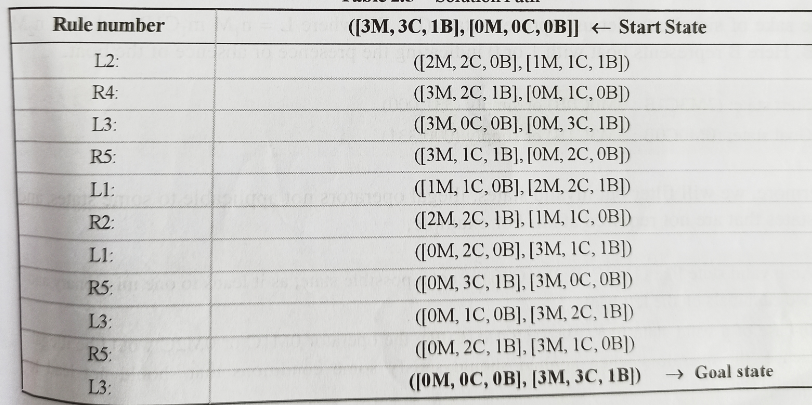 Solution Path
Rule number ([3M, 3C, 1B], [0M, 0C, 0B]] ← Start State
L2: ([2M, 2C, 0B], [1M, 1C, 1B])
R4: ([3M, 2C, 1B], [0M, 1C, 0B])
L3: ([3M, 0C, 0B], [0M, 3C, 1B])
R5: ([3M, 1C, 1B], [0M, 2C, 0B])
L1: ([1M, 1C, 0B], [2M, 2C, 1B])
R2: ([2M, 2C, 1B], [1M, 1C, 0B])
L1: ([0M, 2C, 0B], [3M, 1C, 1B])
R5: ([0M, 3C, 1B], [3M, 0C, 0B])
L3: ([0M, 1C, 0B], [3M, 2C, 1B])
R5: ([0M, 2C, 1B], [3M, 1C, 0B])
L3: ([0M, 0C, 0B], [3M, 3C, 1B]) → Goal state